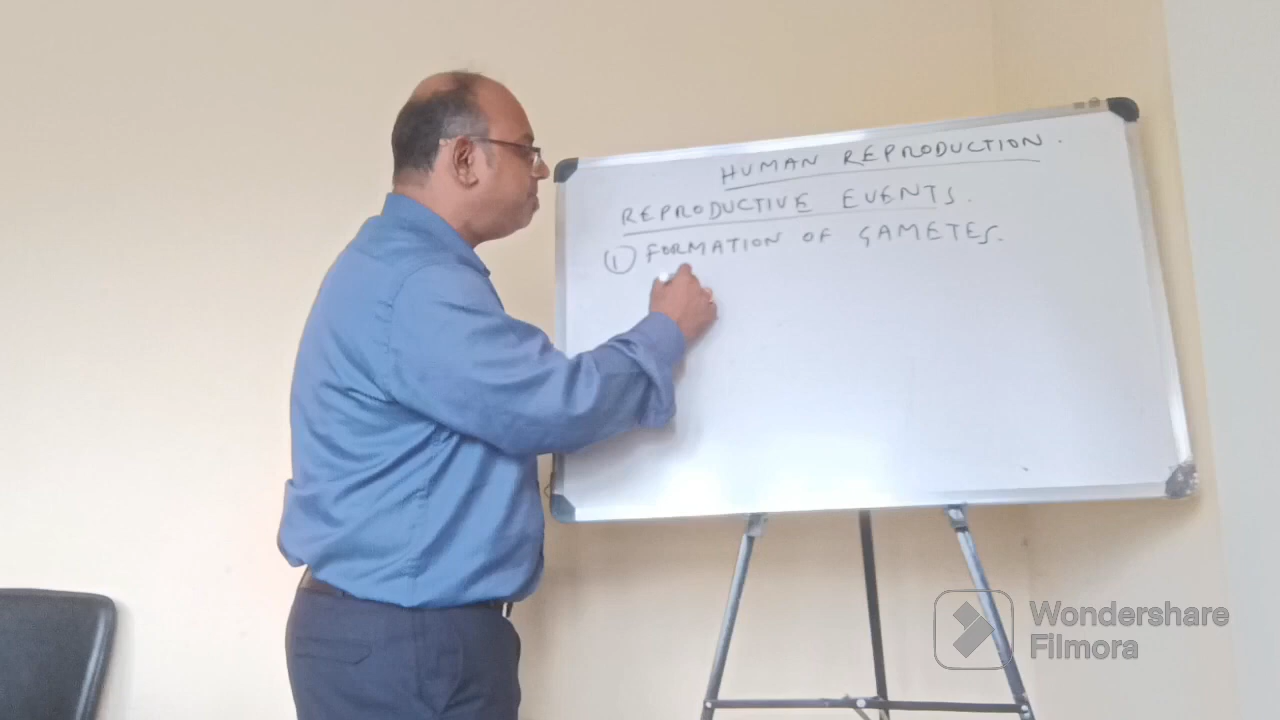 HUMAN REPRODUCTION.
REPRODUCTIVE EVENTS.
① FORMATION OF GAMETES.
Wondershare
Filmora